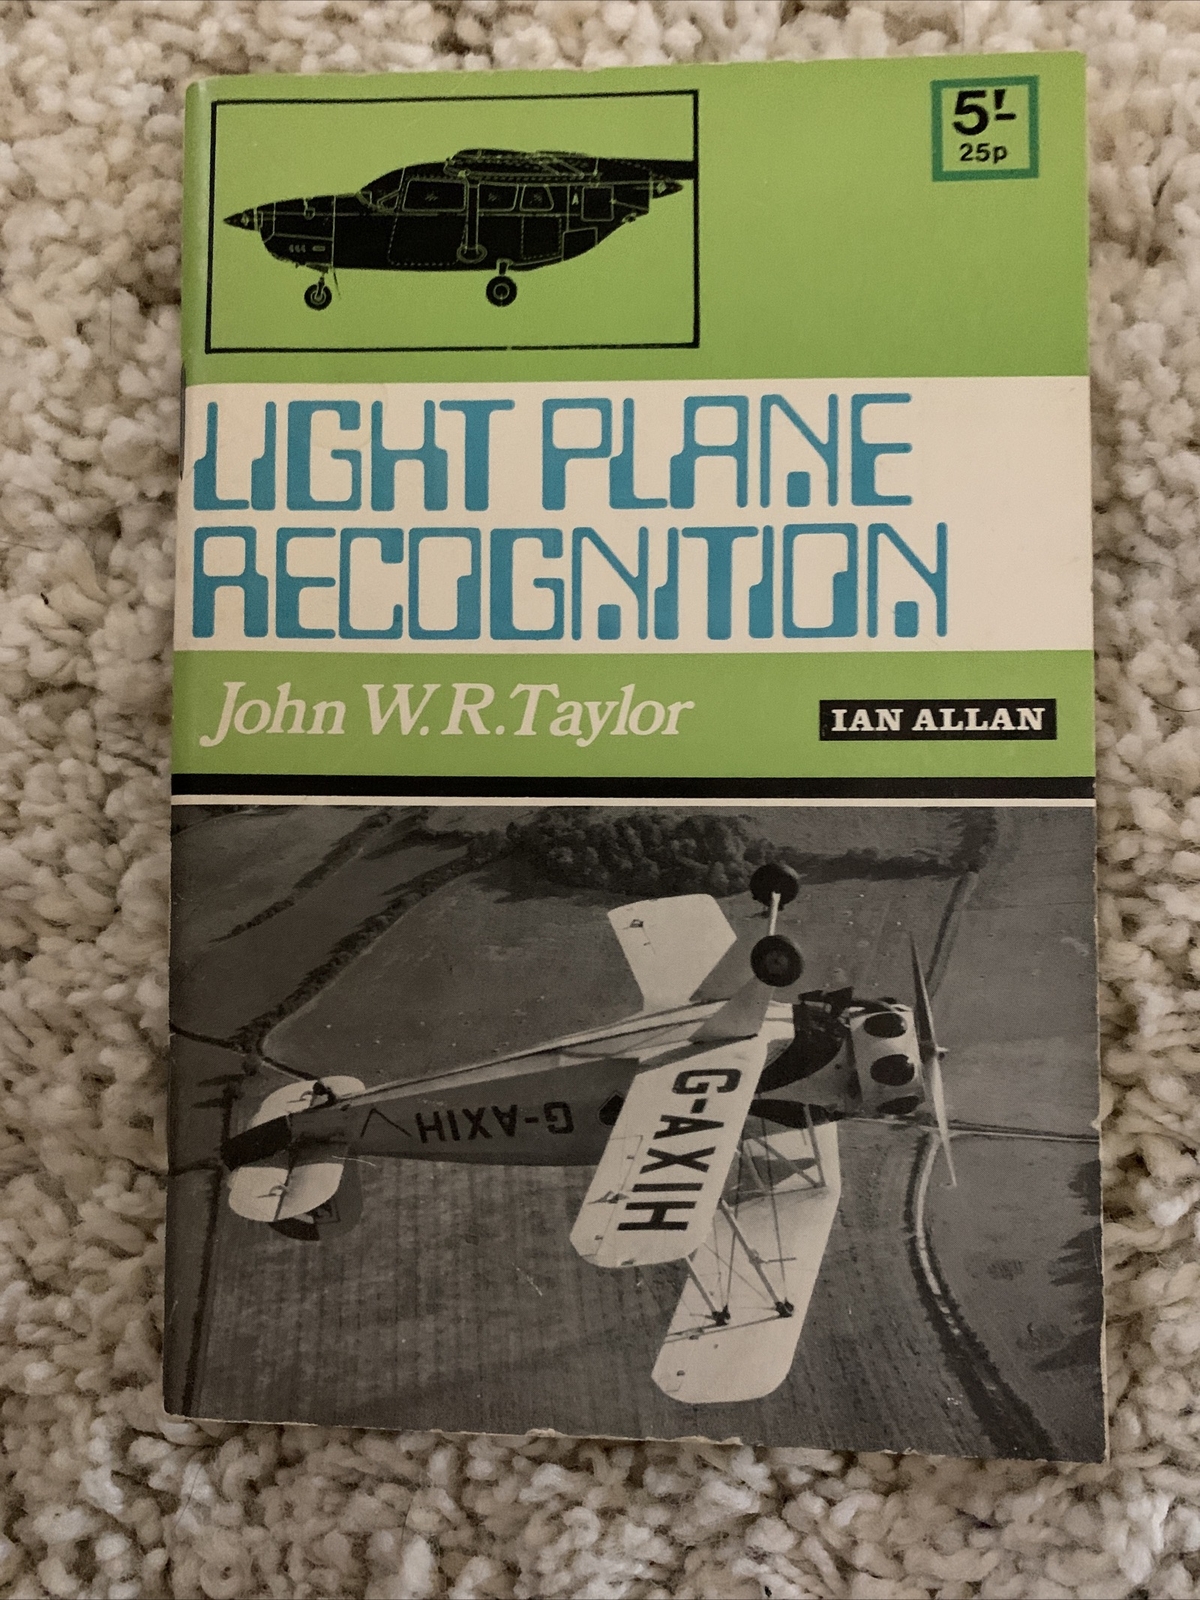 5/-
25p
LIGHT PLANE
RECOGNITION
John W.R.Taylor
IAN ALLAN
G-AXIH
G-AXIH